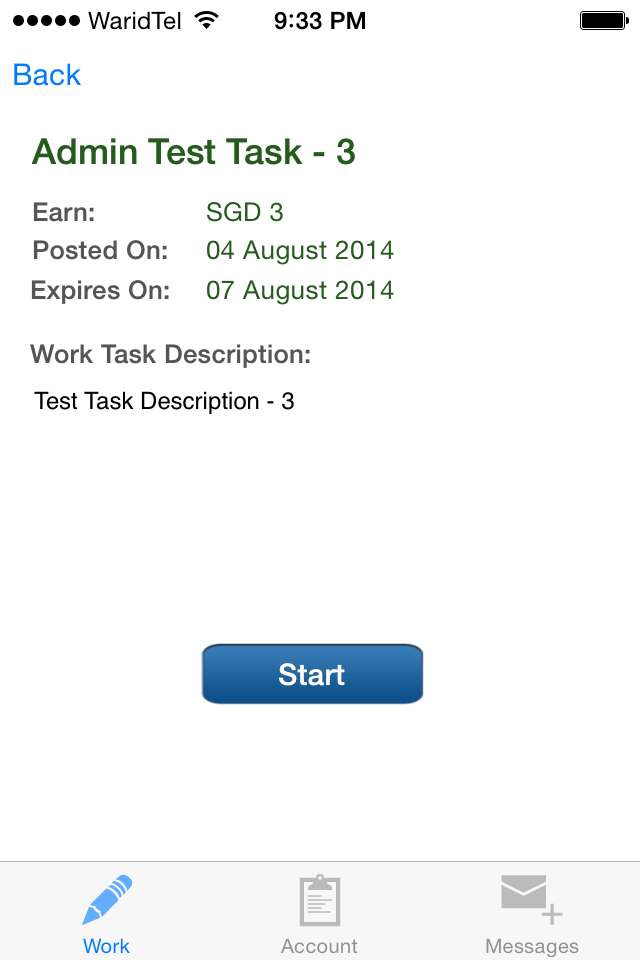 WaridTel 9:33 PM
Back
Admin Test Task - 3
Earn: SGD 3
Posted On: 04 August 2014
Expires On: 07 August 2014
Work Task Description:
Test Task Description - 3
Start
Work Account Messages